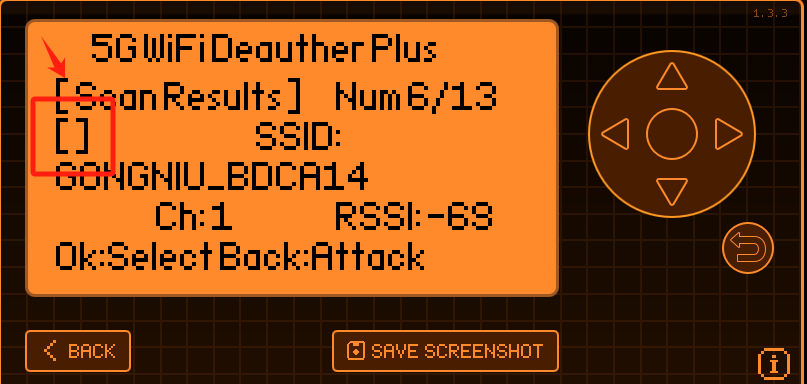 1.3.3
5G WiFi Deauther Plus
[Scan Results] Num 6/13
[] SSID:
GONGNIU_BDCA14
Ch: 1 RSSI: -69
Ok:Select Back:Attack
BACK
SAVE SCREENSHOT
i